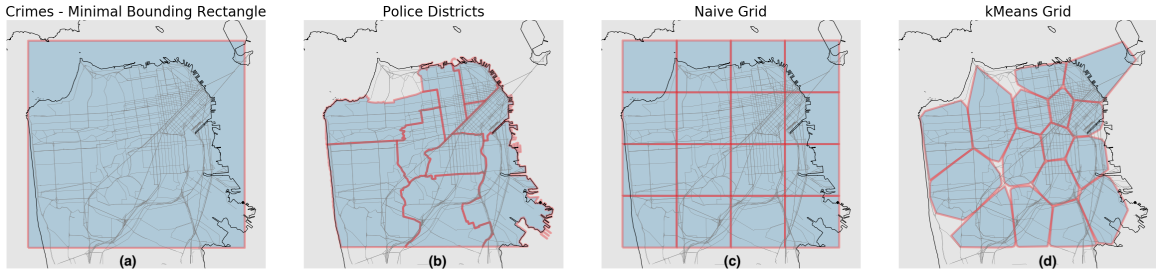 Crimes - Minimal Bounding Rectangle
Police Districts
Naive Grid
kMeans Grid
(a)
(b)
(c)
(d)